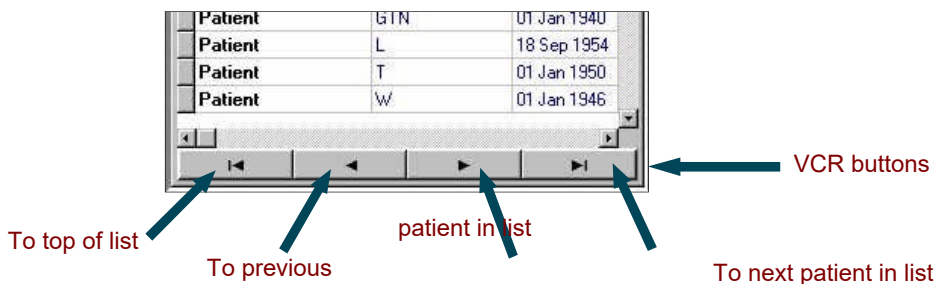 Patient GTN 01 Jan 1940
Patient L 18 Sep 1954
Patient T 01 Jan 1950
Patient W 01 Jan 1946
VCR buttons
patient in list
To top of list
To previous
To next patient in list